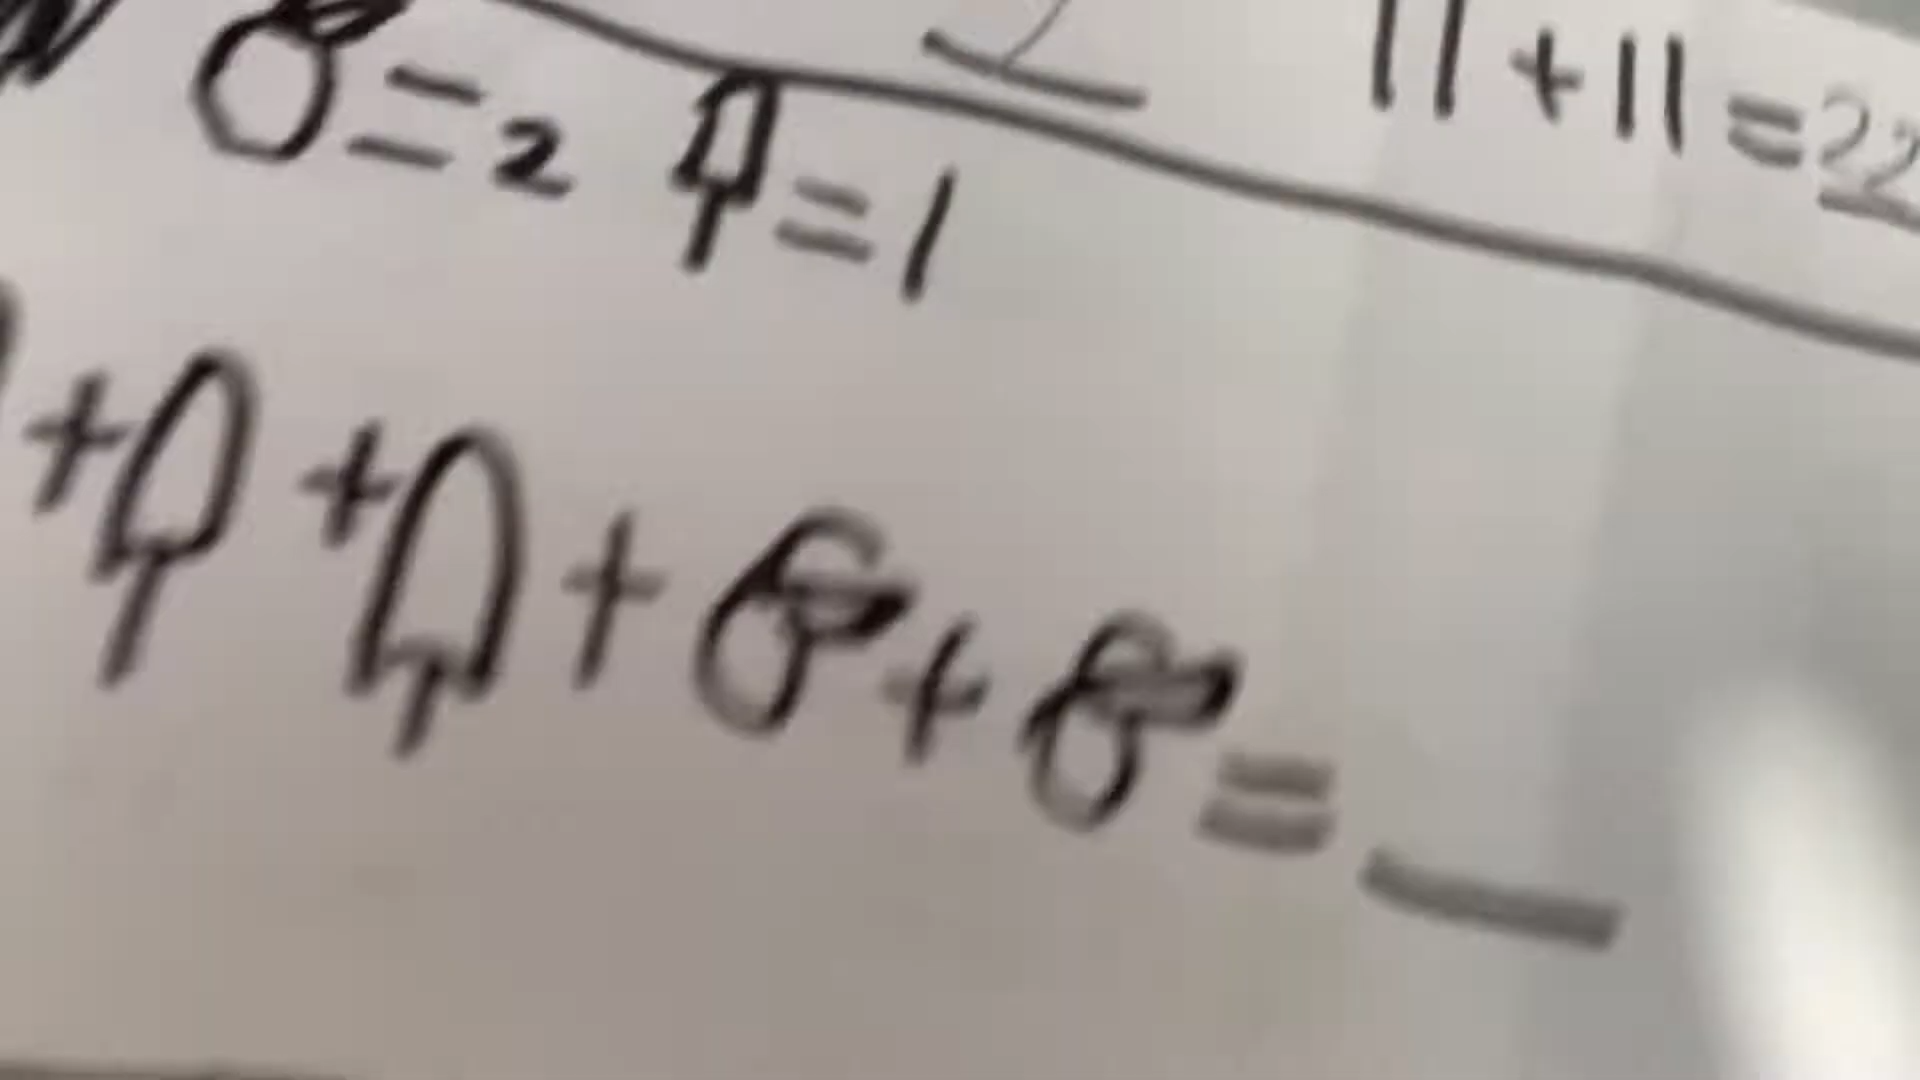 11+11=22
=2 =1
+ + + + = _